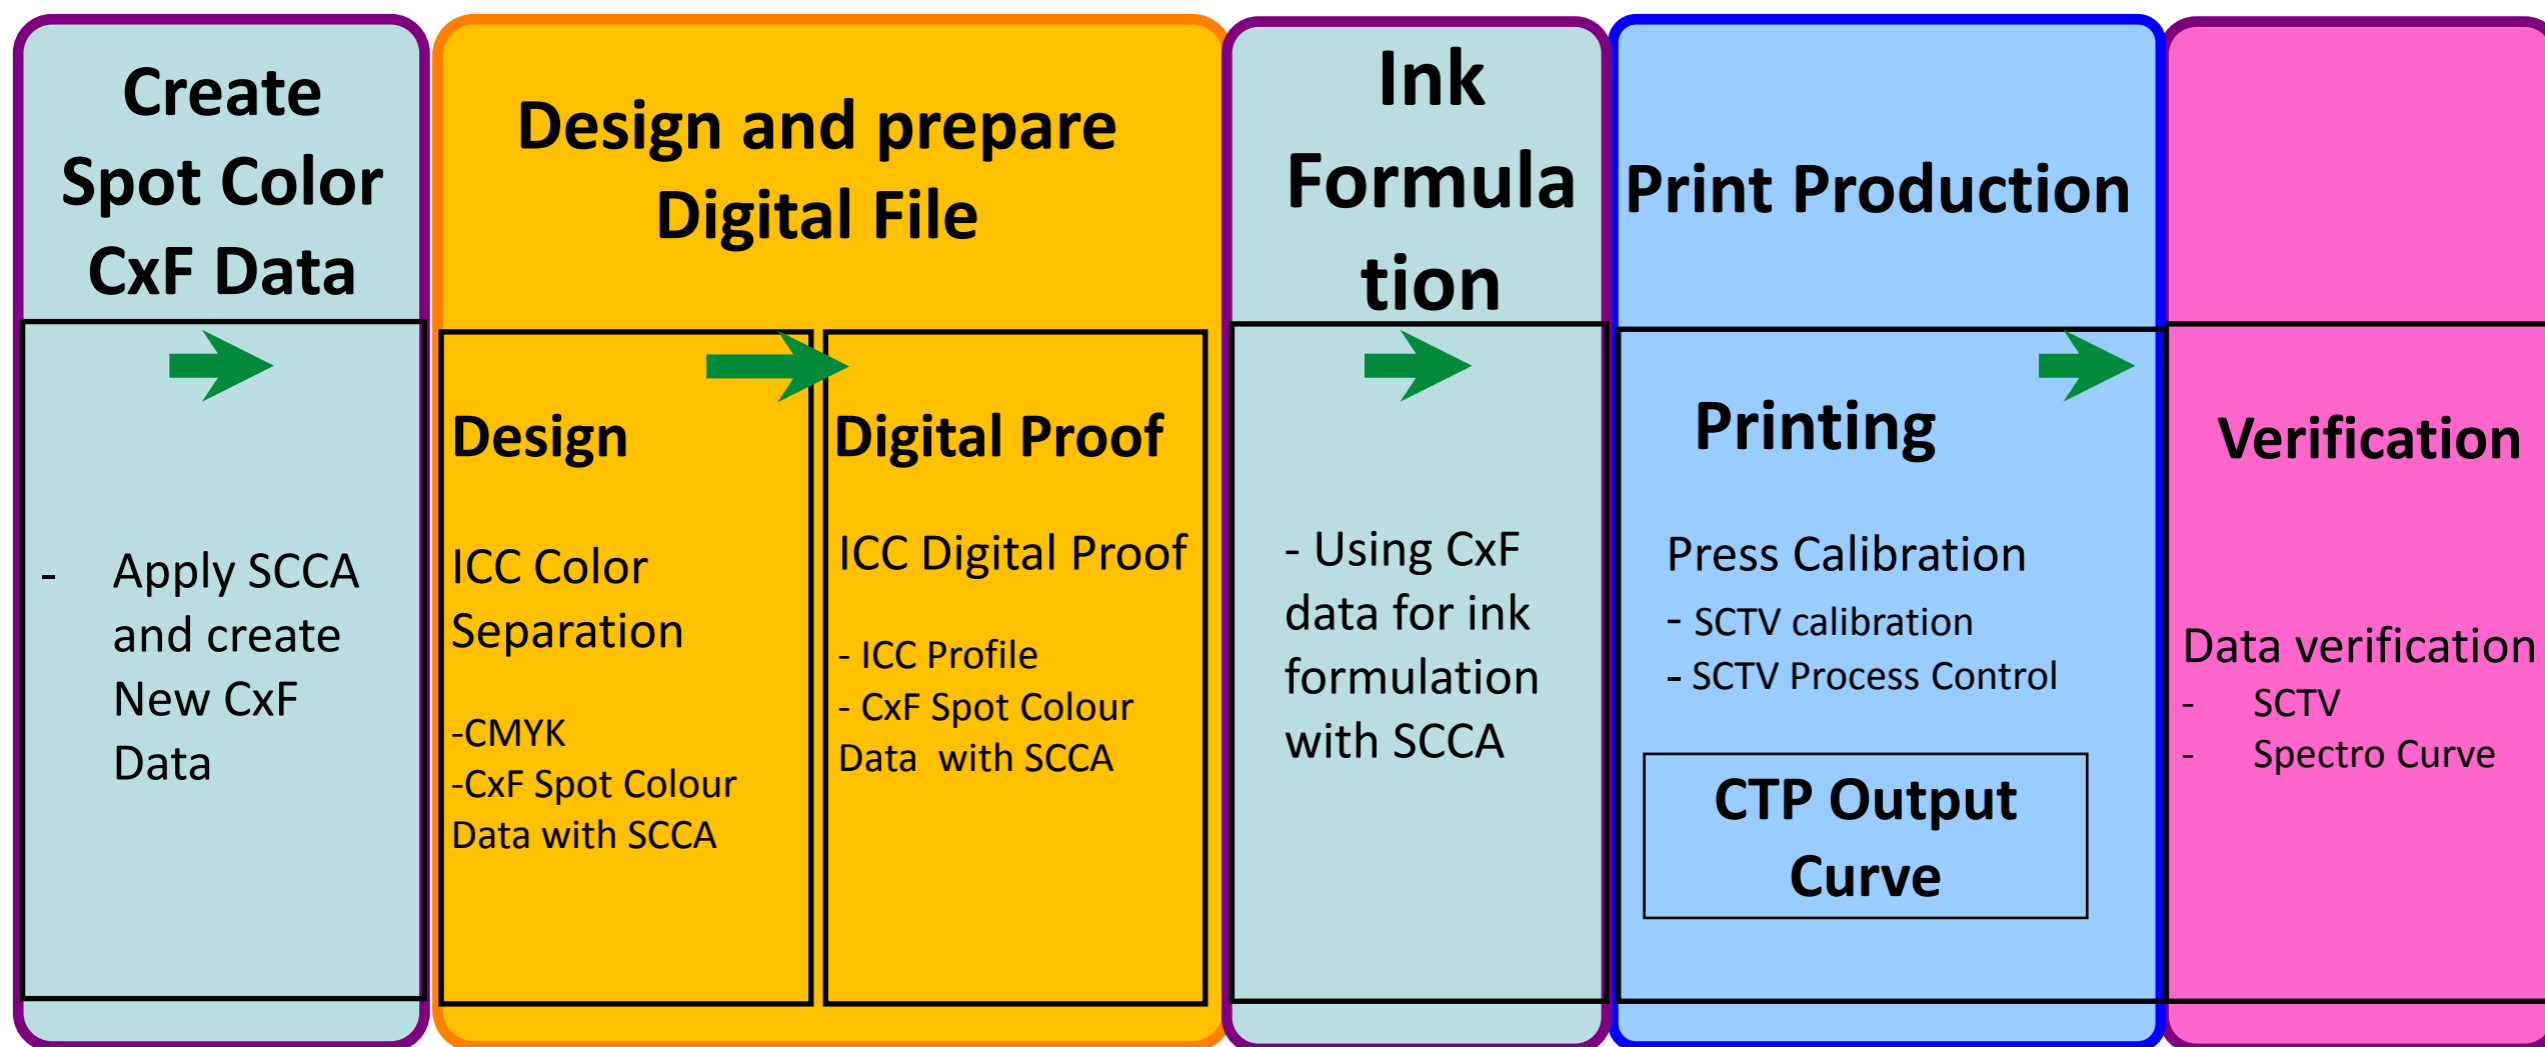 Create
Spot Color
CxF Data
-   Apply SCCA
and create
New CxF
Data
Design and prepare
Digital File
Design
ICC Color
Separation
-CMYK
-CxF Spot Colour
Data with SCCA
Digital Proof
ICC Digital Proof
- ICC Profile
- CxF Spot Colour
Data  with SCCA
Ink
Formula
tion
- Using CxF
data for ink
formulation
with SCCA
Print Production
Printing
Press Calibration
- SCTV calibration
- SCTV Process Control
CTP Output
Curve
Verification
Data verification
-   SCTV
-   Spectro Curve